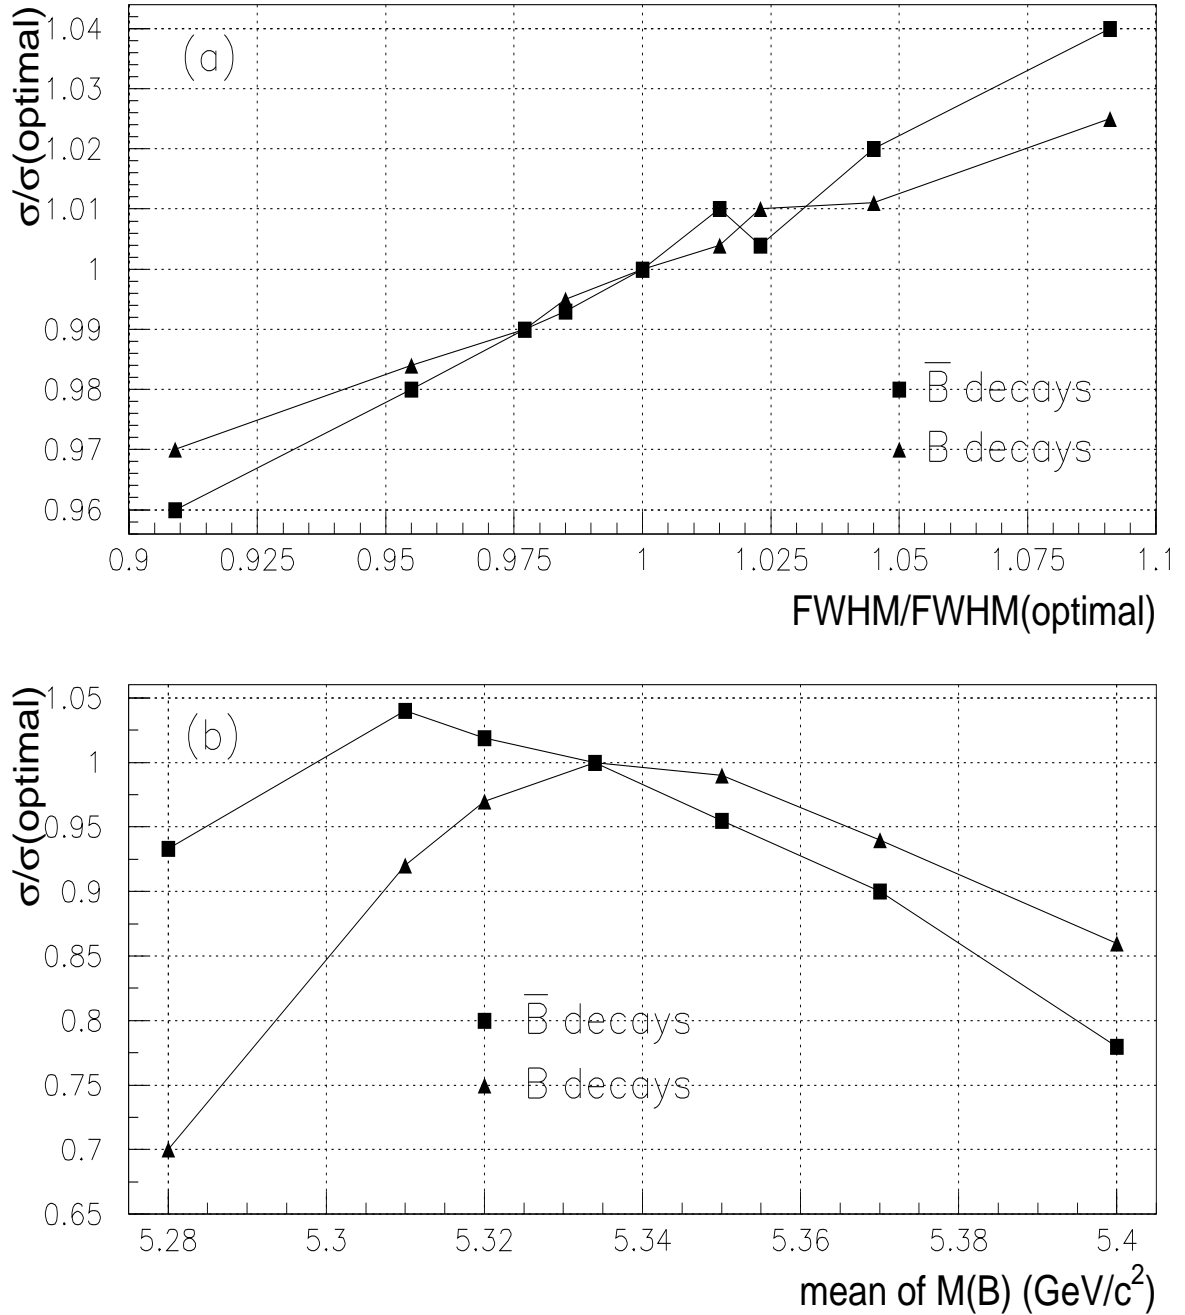 σ/σ(optimal)
(a)
1.04
1.03
1.02
1.01
1
0.99
0.98
0.97
0.96
B̅ decays
B decays
0.9 0.925 0.95 0.975 1 1.025 1.05 1.075 1.1
FWHM/FWHM(optimal)
σ/σ(optimal)
(b)
1.05
1
0.95
0.9
0.85
0.8
0.75
0.7
0.65
B̅ decays
B decays
5.28 5.3 5.32 5.34 5.36 5.38 5.4
mean of M(B) (GeV/c²)